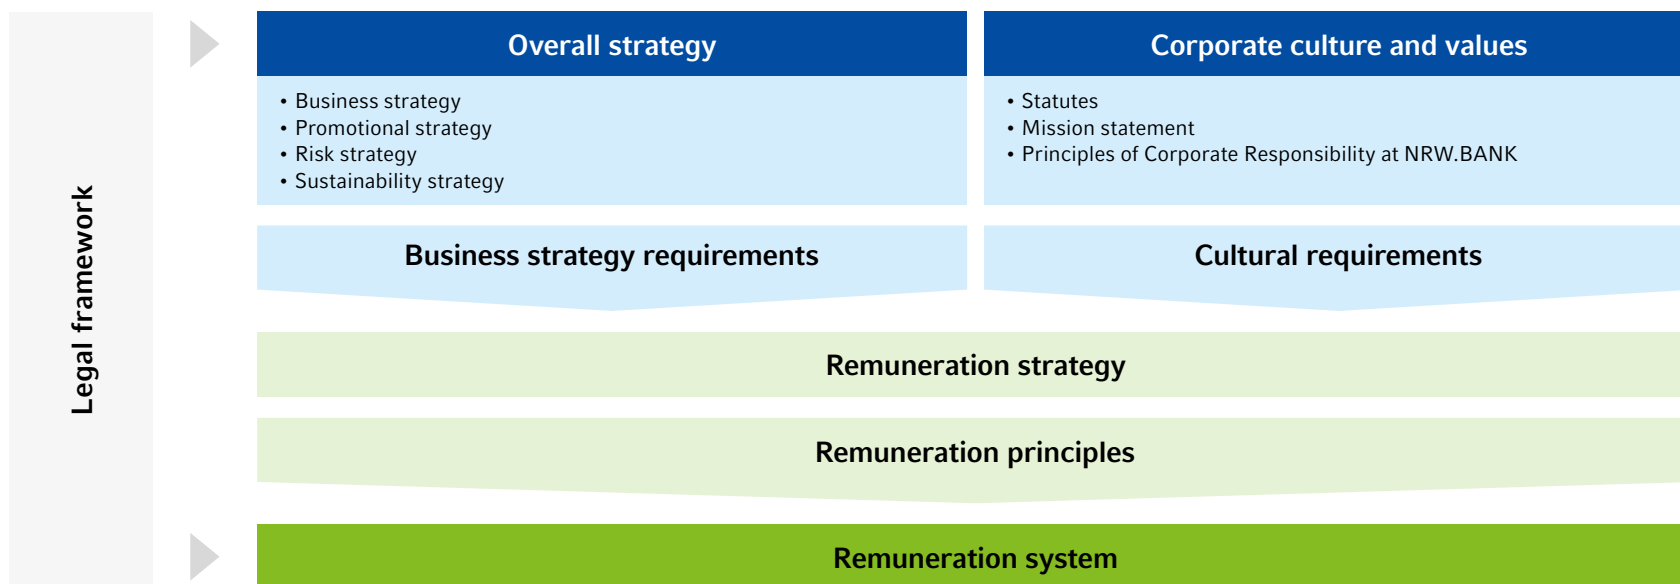 Legal framework
Overall strategy
• Business strategy
• Promotional strategy
• Risk strategy
• Sustainability strategy
Corporate culture and values
• Statutes
• Mission statement
• Principles of Corporate Responsibility at NRW.BANK
Business strategy requirements
Cultural requirements
Remuneration strategy
Remuneration principles
Remuneration system